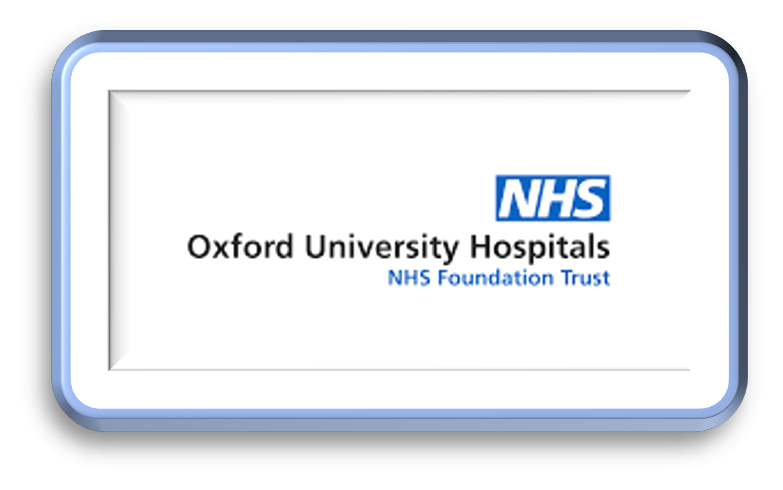 NHS
Oxford University Hospitals
NHS Foundation Trust